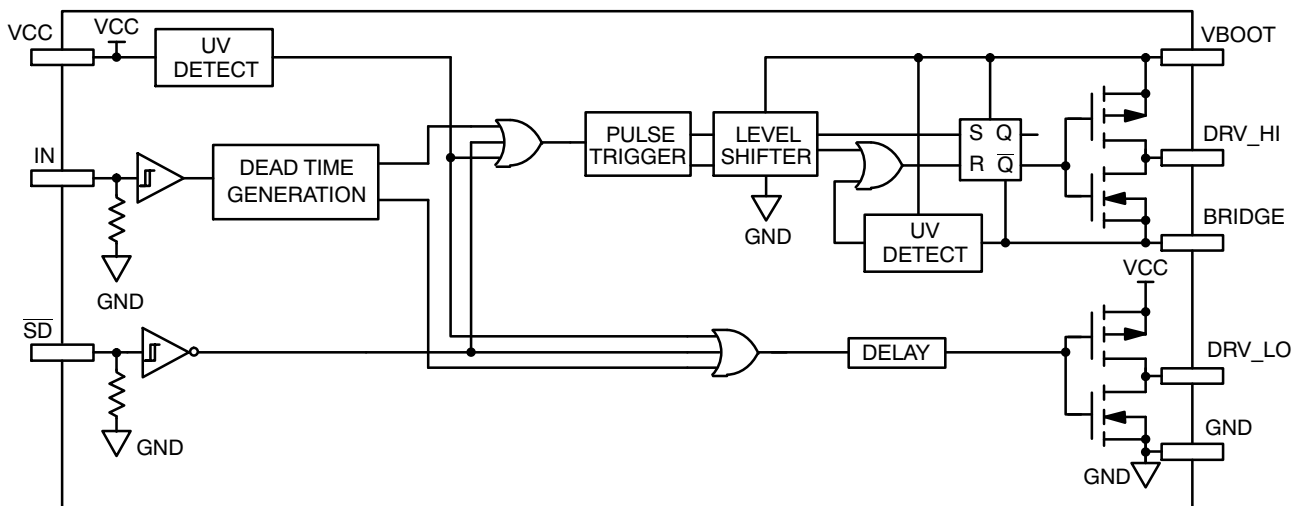 VCC
VCC
UV
DETECT
VBOOT
IN
DEAD TIME
GENERATION
PULSE
TRIGGER
LEVEL
SHIFTER
S Q
R Q̅
DRV_HI
GND
GND
UV
DETECT
BRIDGE
VCC
S̅D̅
GND
DELAY
DRV_LO
GND
GND